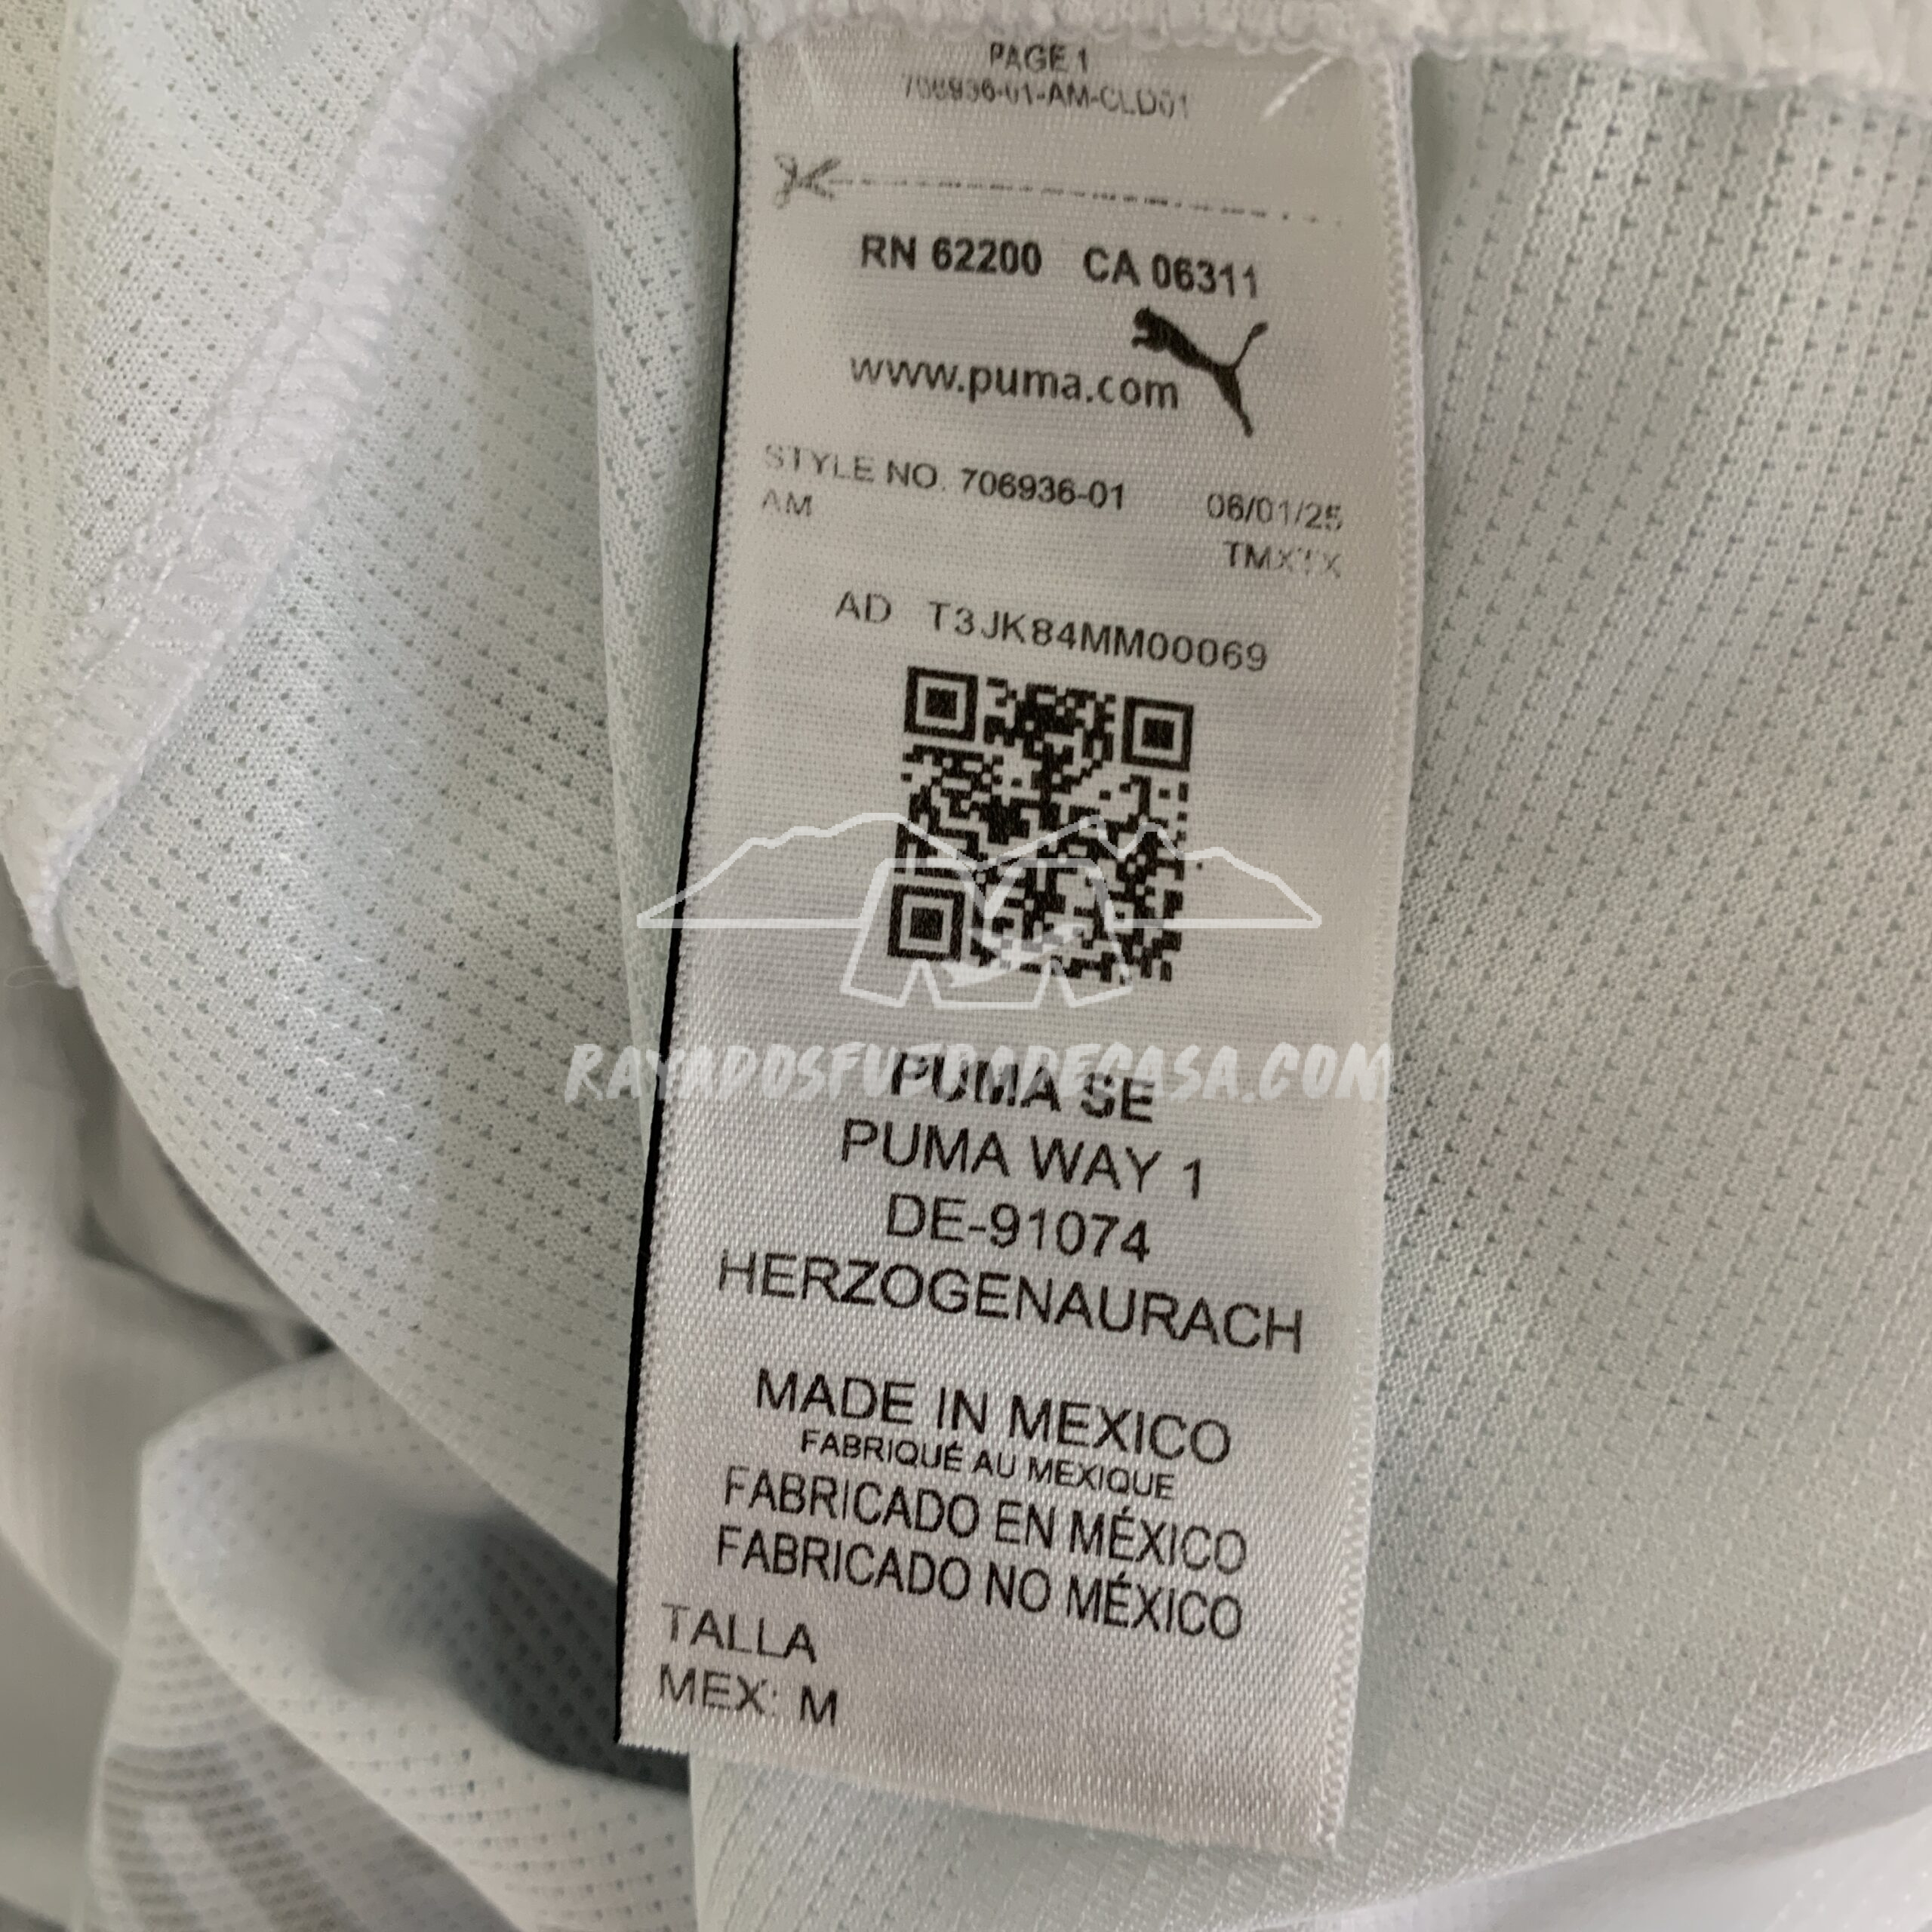 PAGE 1
706936-01-AM-CLD01
RN 62200 CA 06311
www.puma.com
STYLE NO. 706936-01 06/01/25
AM TMXTX
AD T3JK84MM00069
RAYADOSFUERADECASA.COM
PUMA SE
PUMA WAY 1
DE-91074
HERZOGENAURACH
MADE IN MEXICO
FABRIQUÉ AU MEXIQUE
FABRICADO EN MÉXICO
FABRICADO NO MÉXICO
TALLA
MEX: M